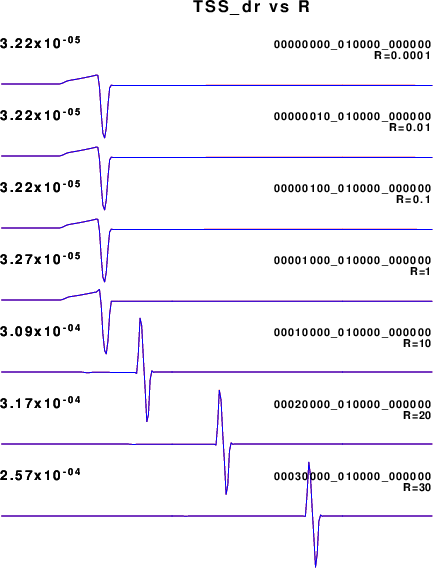 TSS_dr vs R
3.22x10⁻⁰⁵ 00000000_010000_000000
R=0.0001
3.22x10⁻⁰⁵ 00000010_010000_000000
R=0.01
3.22x10⁻⁰⁵ 00000100_010000_000000
R=0.1
3.27x10⁻⁰⁵ 00001000_010000_000000
R=1
3.09x10⁻⁰⁴ 00010000_010000_000000
R=10
3.17x10⁻⁰⁴ 00020000_010000_000000
R=20
2.57x10⁻⁰⁴ 00030000_010000_000000
R=30